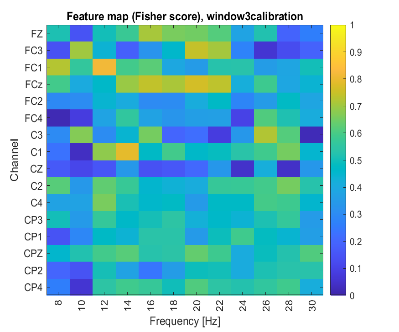 Feature map (Fisher score), window3calibration
FZ
FC3
FC1
FCz
FC2
FC4
C3
C1
CZ
C2
C4
CP3
CP1
CPZ
CP2
CP4
Channel
8 10 12 14 16 18 20 22 24 26 28 30
Frequency [Hz]
1
0.9
0.8
0.7
0.6
0.5
0.4
0.3
0.2
0.1
0